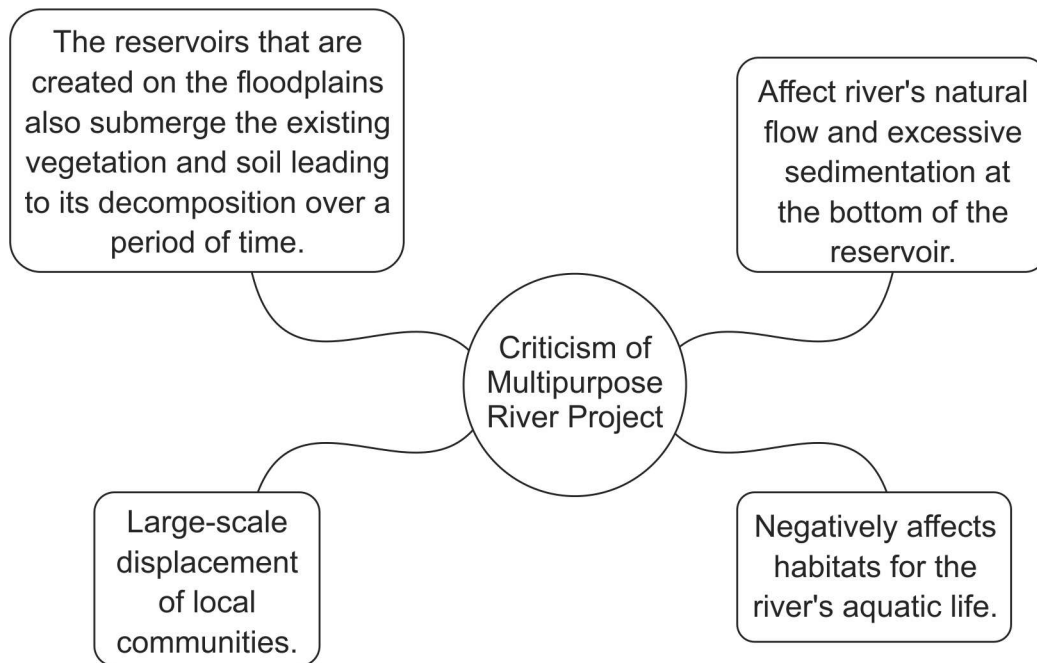 The reservoirs that are
created on the floodplains
also submerge the existing
vegetation and soil leading
to its decomposition over a
period of time.
Affect river's natural
flow and excessive
sedimentation at
the bottom of the
reservoir.
Criticism of
Multipurpose
River Project
Large-scale
displacement
of local
communities.
Negatively affects
habitats for the
river's aquatic life.